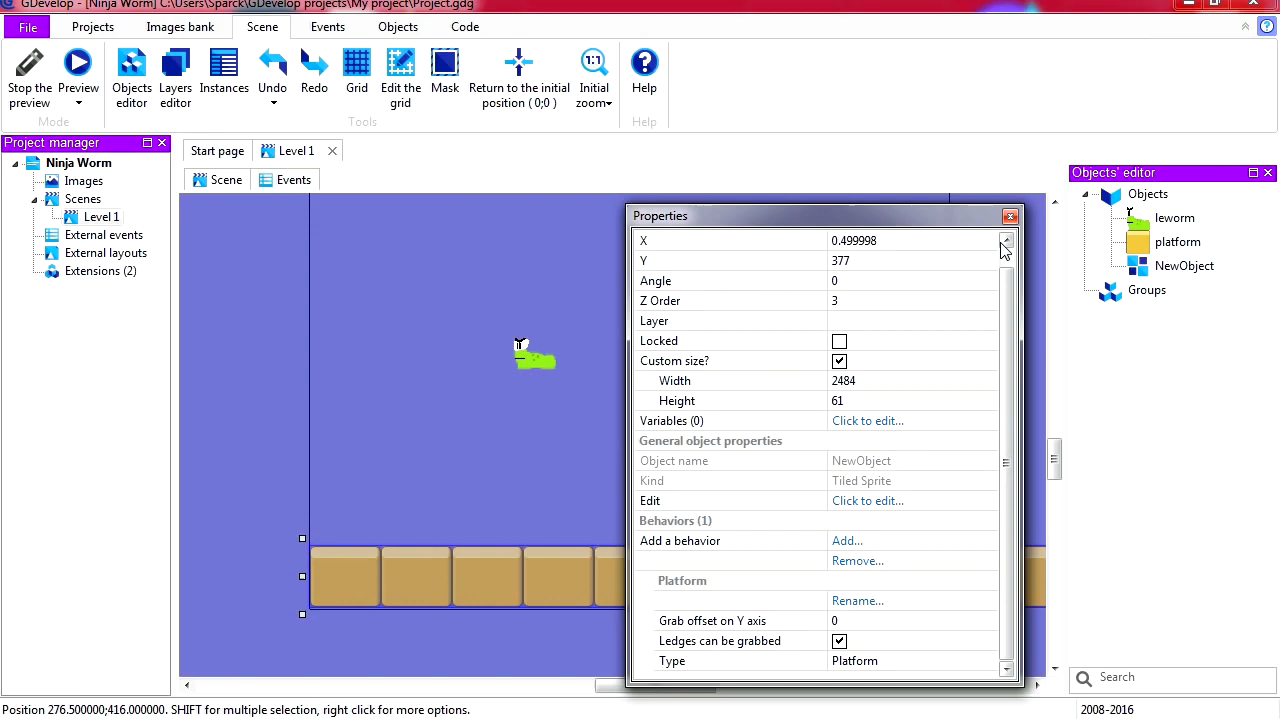 GDevelop - [Ninja Worm] C:\Users\Sparck\GDevelop projects\My project\Project.gdg
File Projects Images bank Scene Events Objects Code
Stop the preview Preview Objects editor Layers editor Instances Undo Redo Grid Edit the grid Mask Return to the initial position ( 0;0 ) Initial zoom Help
Mode Tools Help
Project manager
Ninja Worm
Images
Scenes
Level 1
External events
External layouts
Extensions (2)
Start page Level 1
Scene Events
Properties
X 0.499998
Y 377
Angle 0
Z Order 3
Layer
Locked
Custom size?
Width 2484
Height 61
Variables (0) Click to edit...
General object properties
Object name NewObject
Kind Tiled Sprite
Edit Click to edit...
Behaviors (1)
Add a behavior Add...
Remove...
Platform
Rename...
Grab offset on Y axis 0
Ledges can be grabbed
Type Platform
Objects' editor
Objects
leworm
platform
NewObject
Groups
Search
Position 276.500000;416.000000. SHIFT for multiple selection, right click for more options. 2008-2016